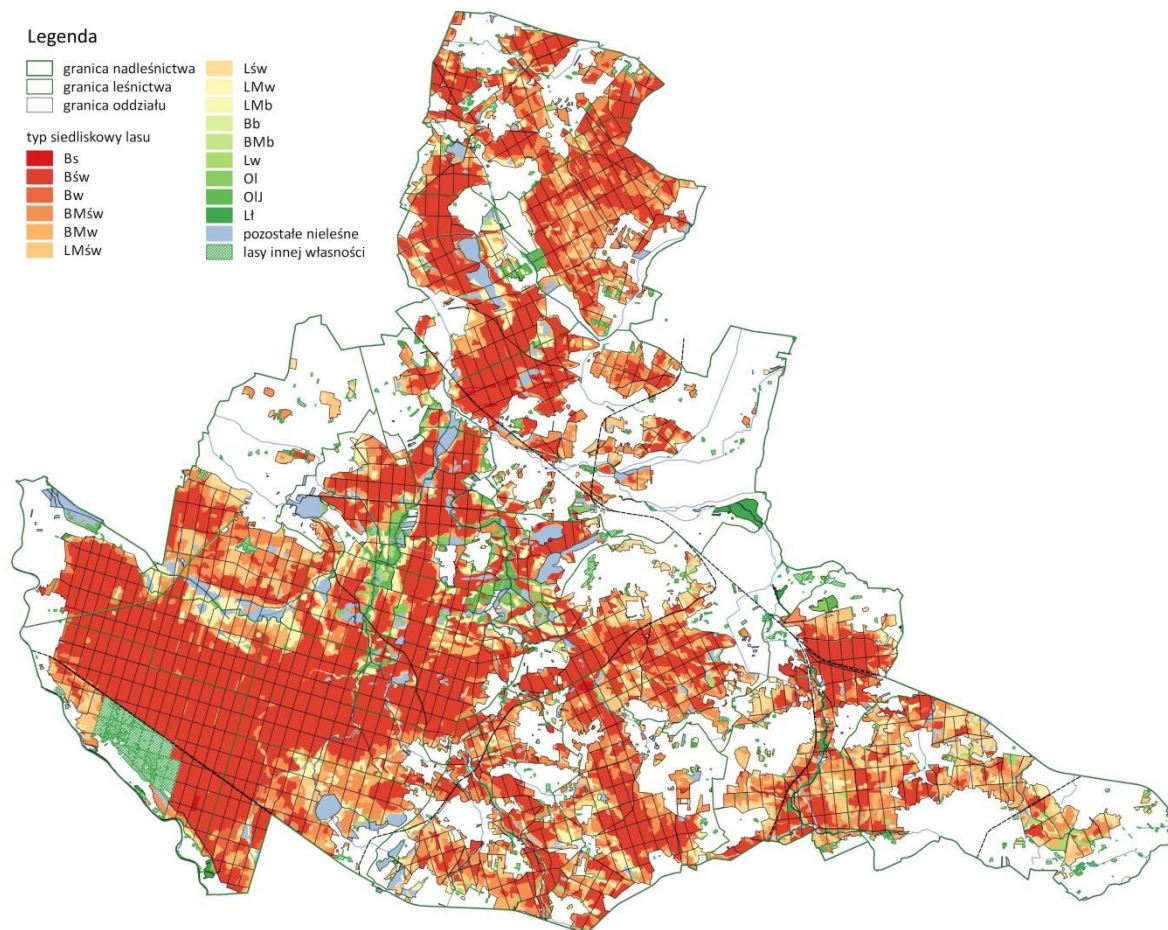 Legenda
granica nadleśnictwa
granica leśnictwa
granica oddziału
typ siedliskowy lasu
Bs
Bśw
Bw
BMśw
BMw
LMśw
Lśw
LMw
LMb
Bb
BMb
Lw
Ol
OlJ
Lł
pozostałe nieleśne
lasy innej własności